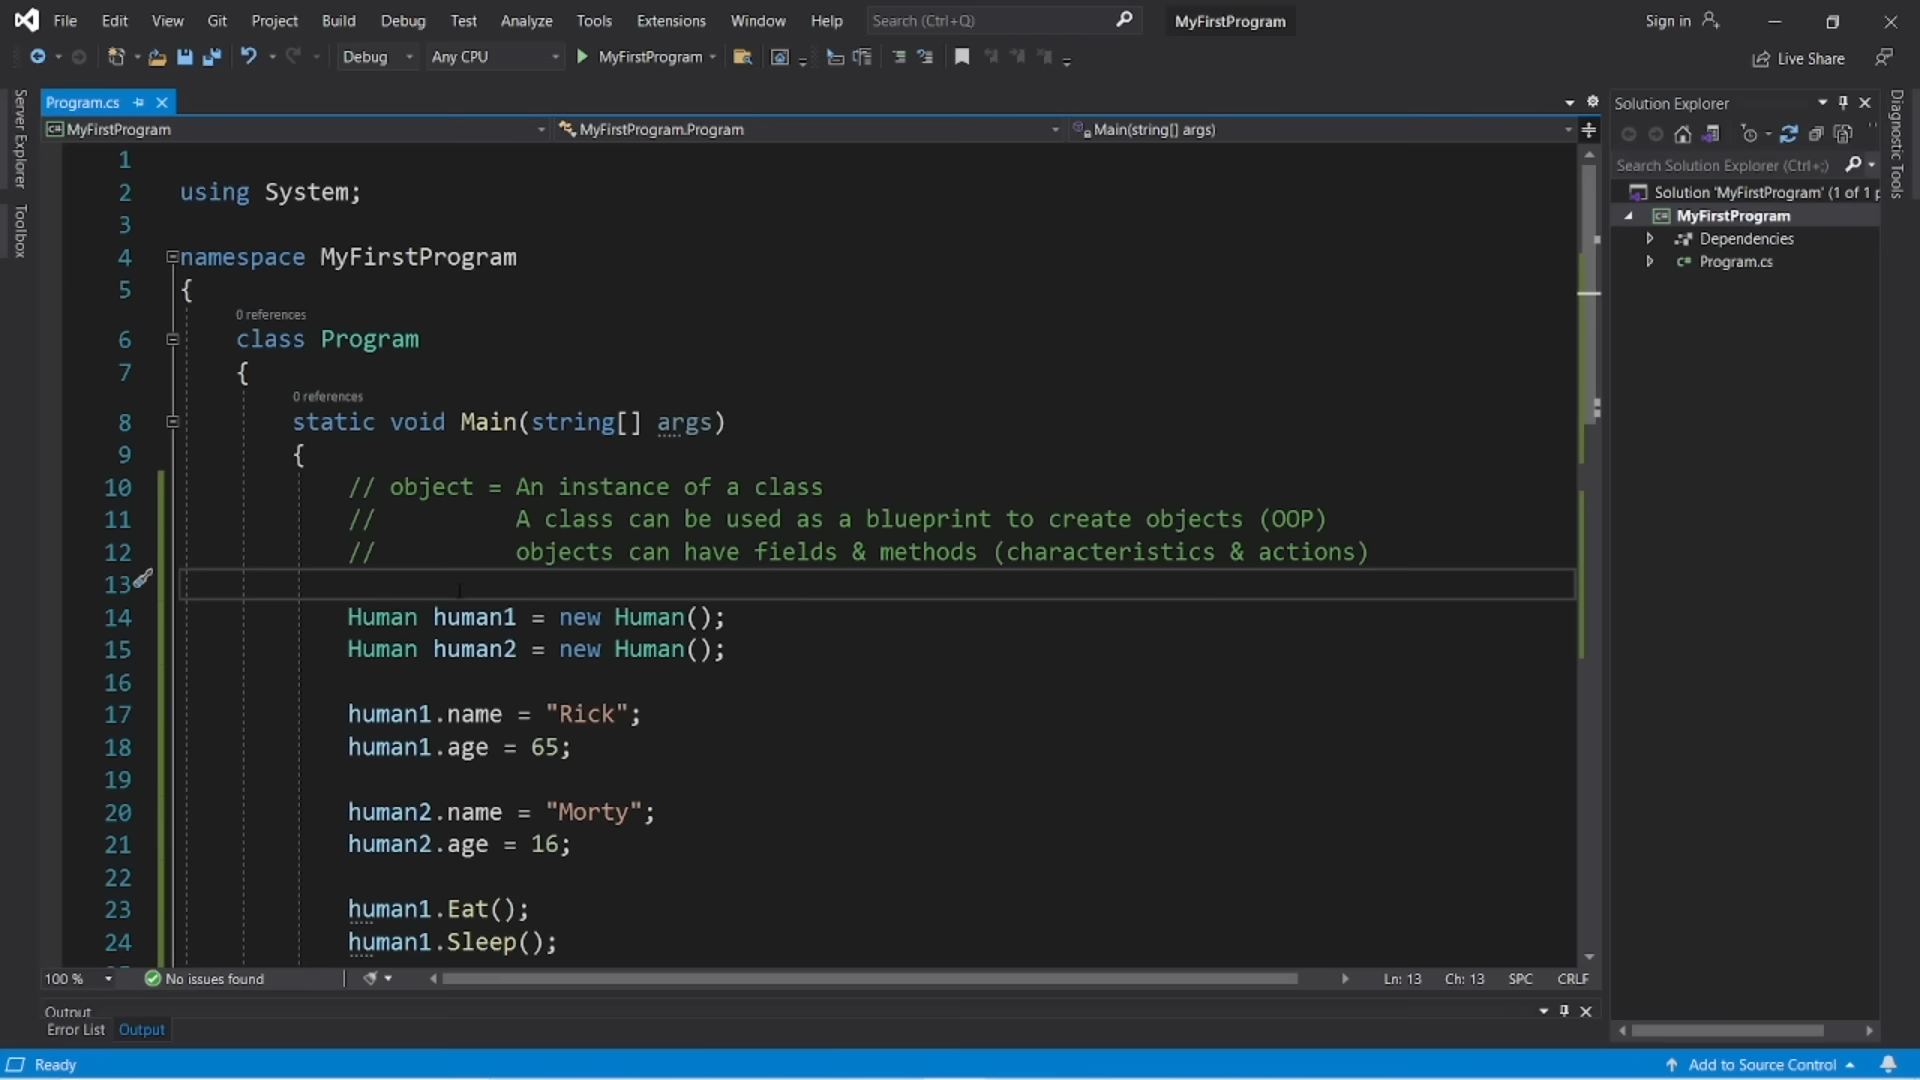 File Edit View Git Project Build Debug Test Analyze Tools Extensions Window Help Search (Ctrl+Q) MyFirstProgram Sign in
Debug Any CPU MyFirstProgram Live Share
Server Explorer
Toolbox
Program.cs
MyFirstProgram MyFirstProgram.Program Main(string[] args)
1
2 using System;
3
4 namespace MyFirstProgram
5 {
0 references
6 class Program
7 {
0 references
8 static void Main(string[] args)
9 {
10 // object = An instance of a class
11 // A class can be used as a blueprint to create objects (OOP)
12 // objects can have fields & methods (characteristics & actions)
13
14 Human human1 = new Human();
15 Human human2 = new Human();
16
17 human1.name = "Rick";
18 human1.age = 65;
19
20 human2.name = "Morty";
21 human2.age = 16;
22
23 human1.Eat();
24 human1.Sleep();
100 % No issues found Ln: 13 Ch: 13 SPC CRLF
Output
Error List Output
Solution Explorer
Search Solution Explorer (Ctrl+;)
Solution 'MyFirstProgram' (1 of 1 p
MyFirstProgram
Dependencies
Program.cs
Diagnostic Tools
Ready Add to Source Control